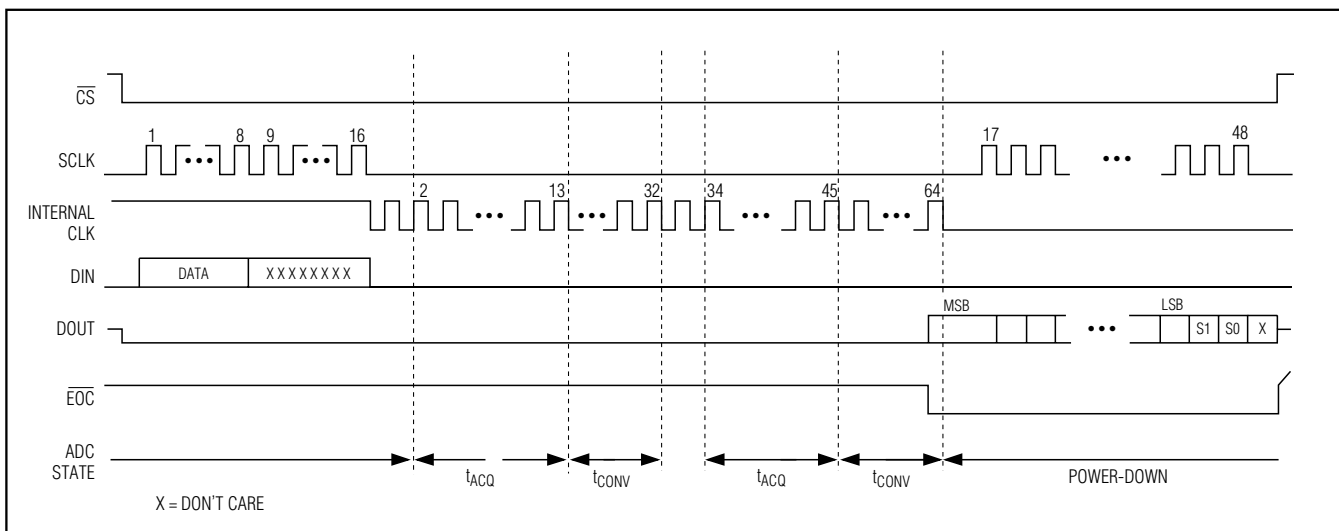 CS
1 8 9 16 17 48
SCLK
2 13 32 34 45 64
INTERNAL
CLK
DIN
DATA XXXXXXXX
MSB LSB
DOUT
S1 S0 X
EOC
ADC
STATE
tACQ tCONV tACQ tCONV POWER-DOWN
X = DON'T CARE